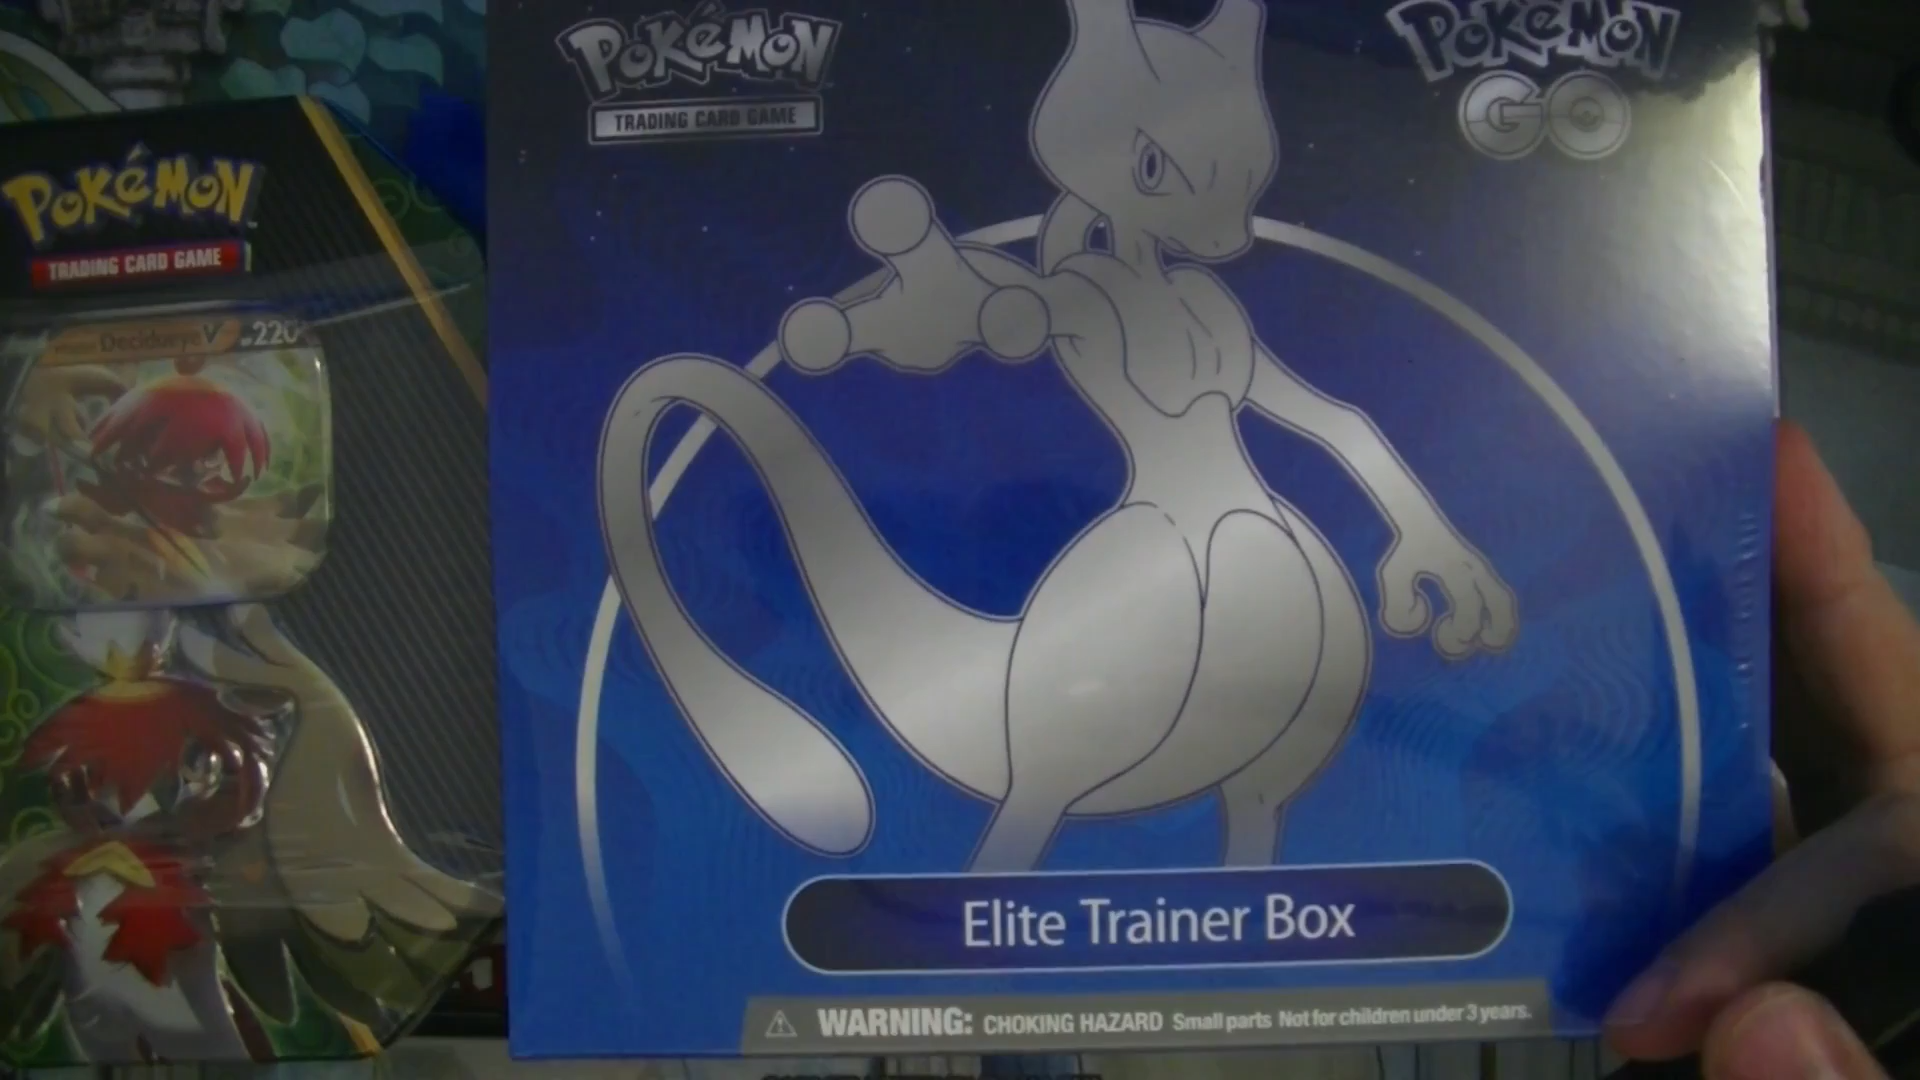 POKéMON
TRADING CARD GAME
Decidueye V HP 220
POKéMON
TRADING CARD GAME
POKéMON
GO
Elite Trainer Box
WARNING: CHOKING HAZARD Small parts Not for children under 3 years.